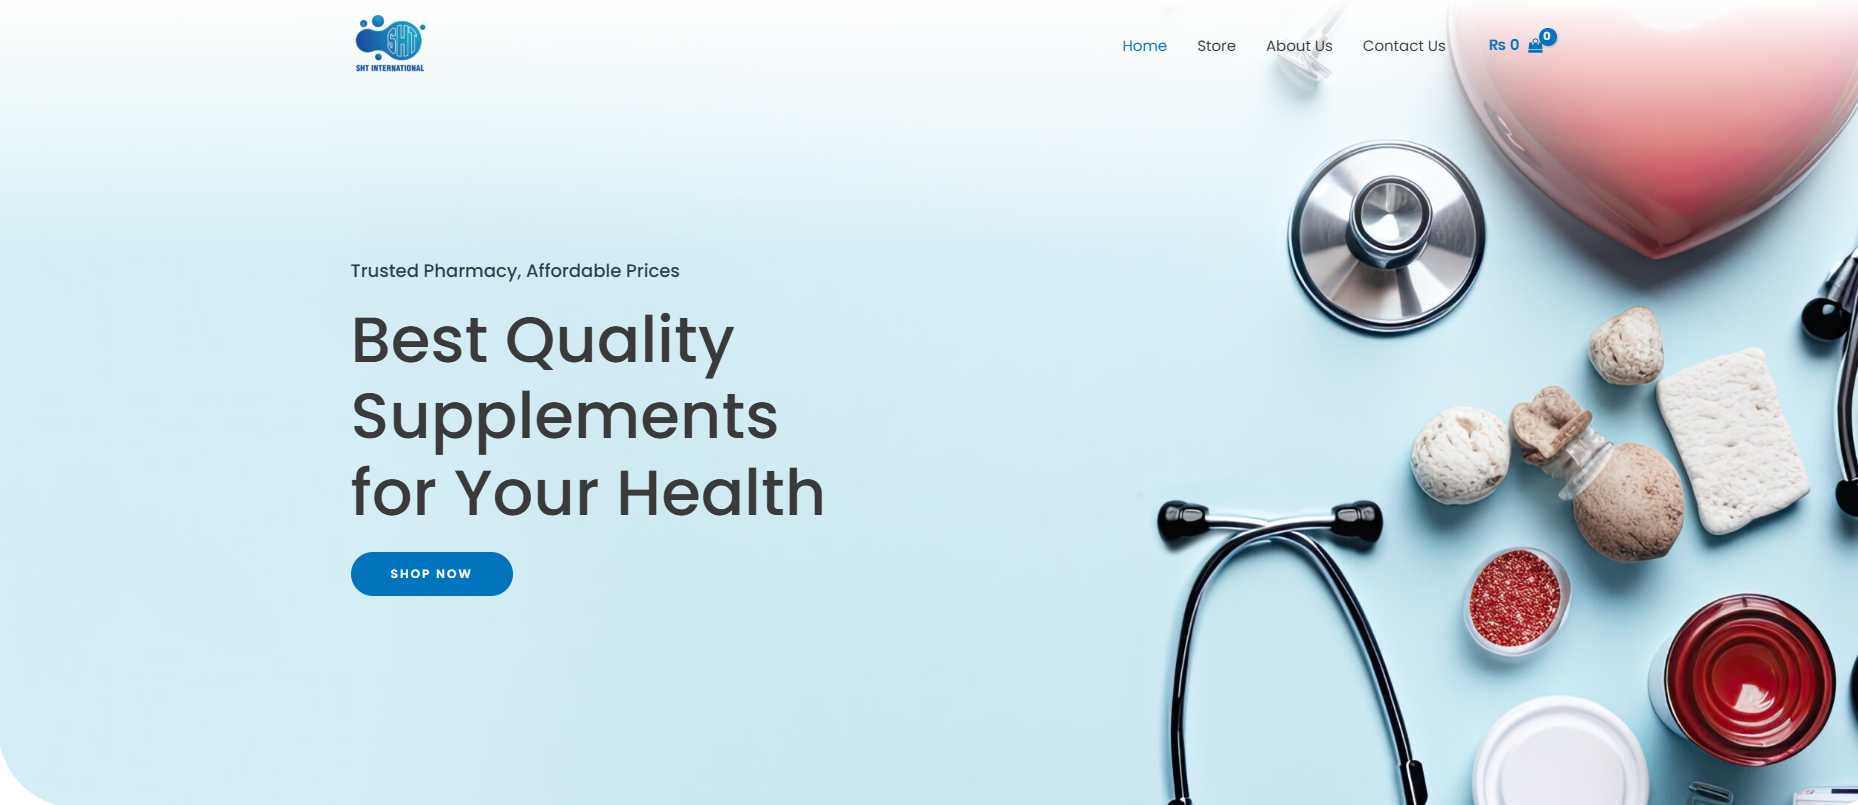 SHT
SHT INTERNATIONAL
Home
Store
About Us
Contact Us
₨ 0
0
Trusted Pharmacy, Affordable Prices
Best Quality
Supplements
for Your Health
SHOP NOW